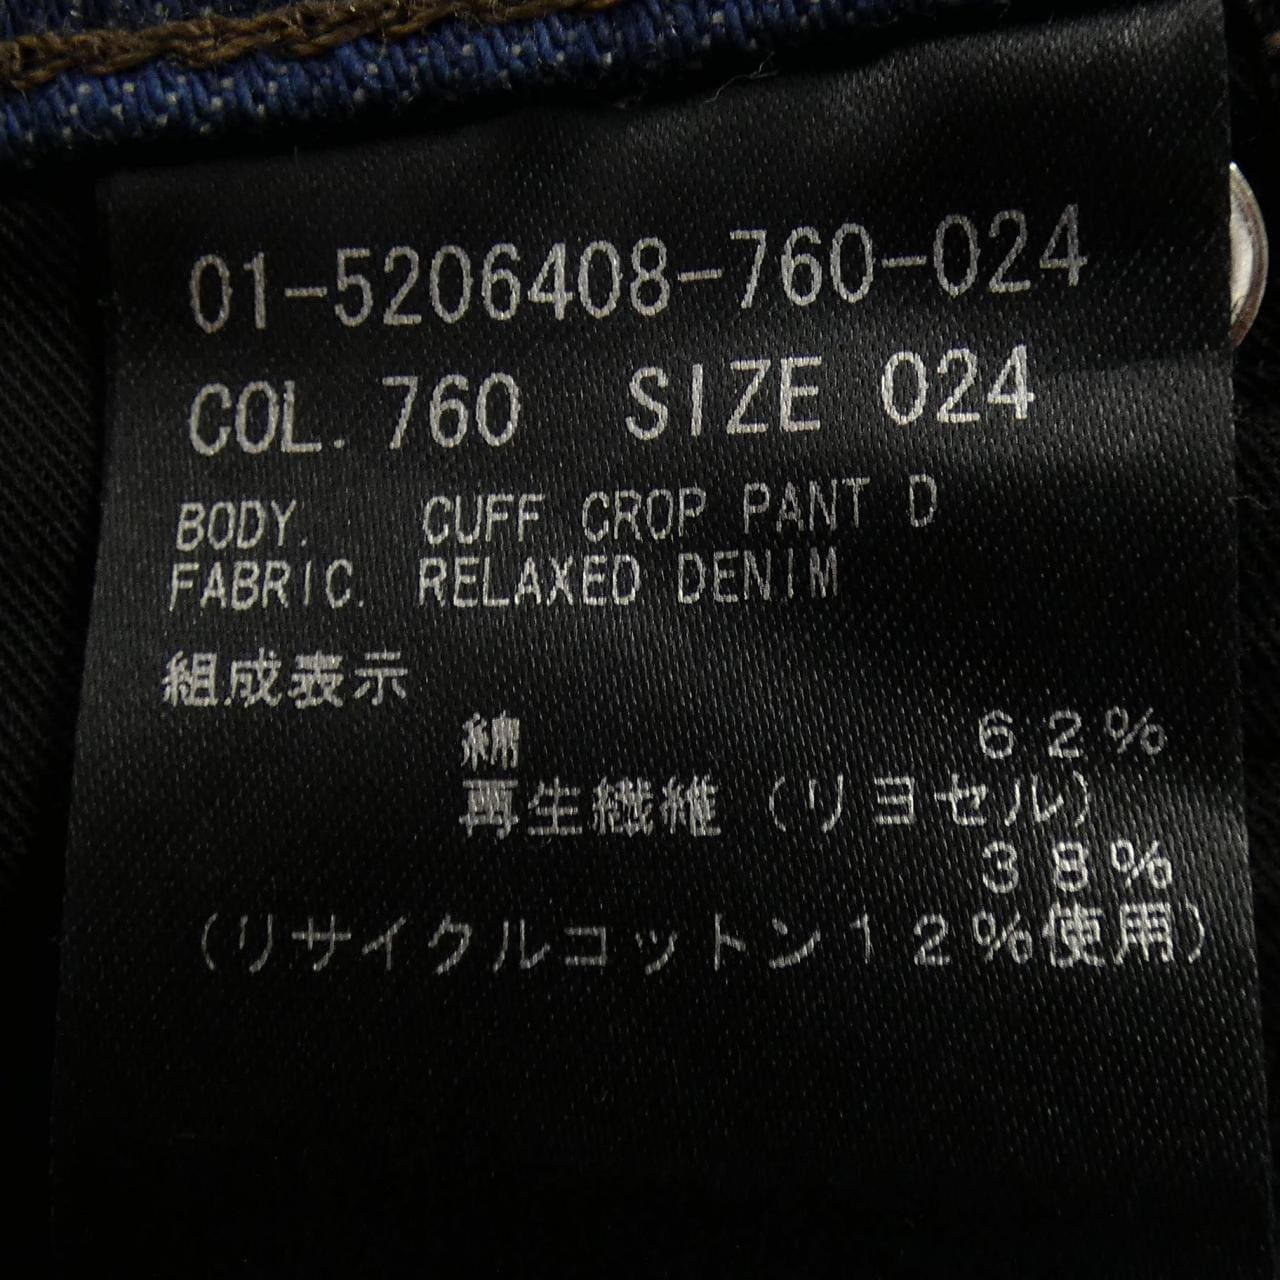 01-5206408-760-024
COL. 760 SIZE 024
BODY. CUFF CROP PANT D
FABRIC. RELAXED DENIM
組成表示
綿 62%
再生繊維(リヨセル)
38%
(リサイクルコットン12%使用)